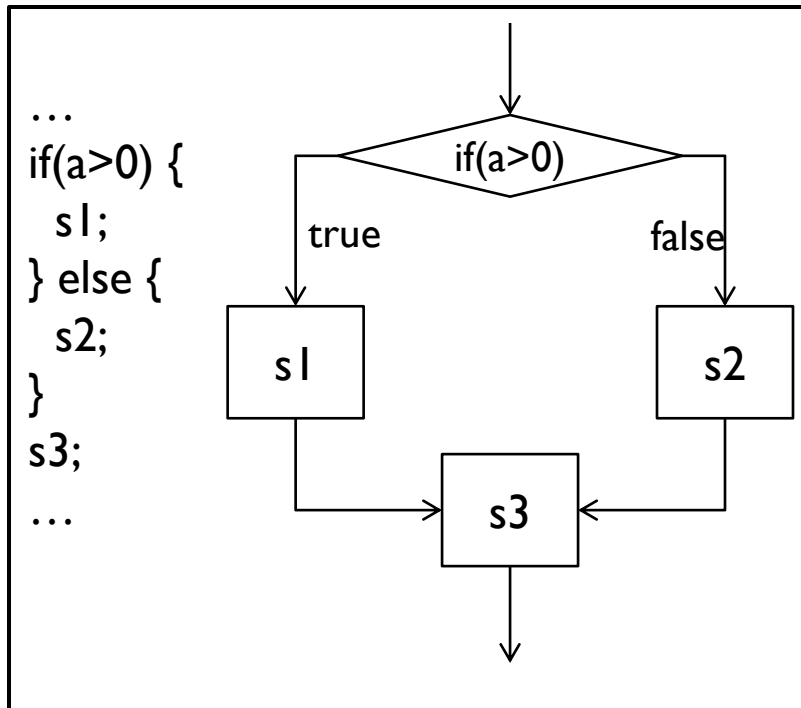 …
if(a>0) {
s1;
} else {
s2;
}
s3;
…
if(a>0)
true
false
s1
s2
s3